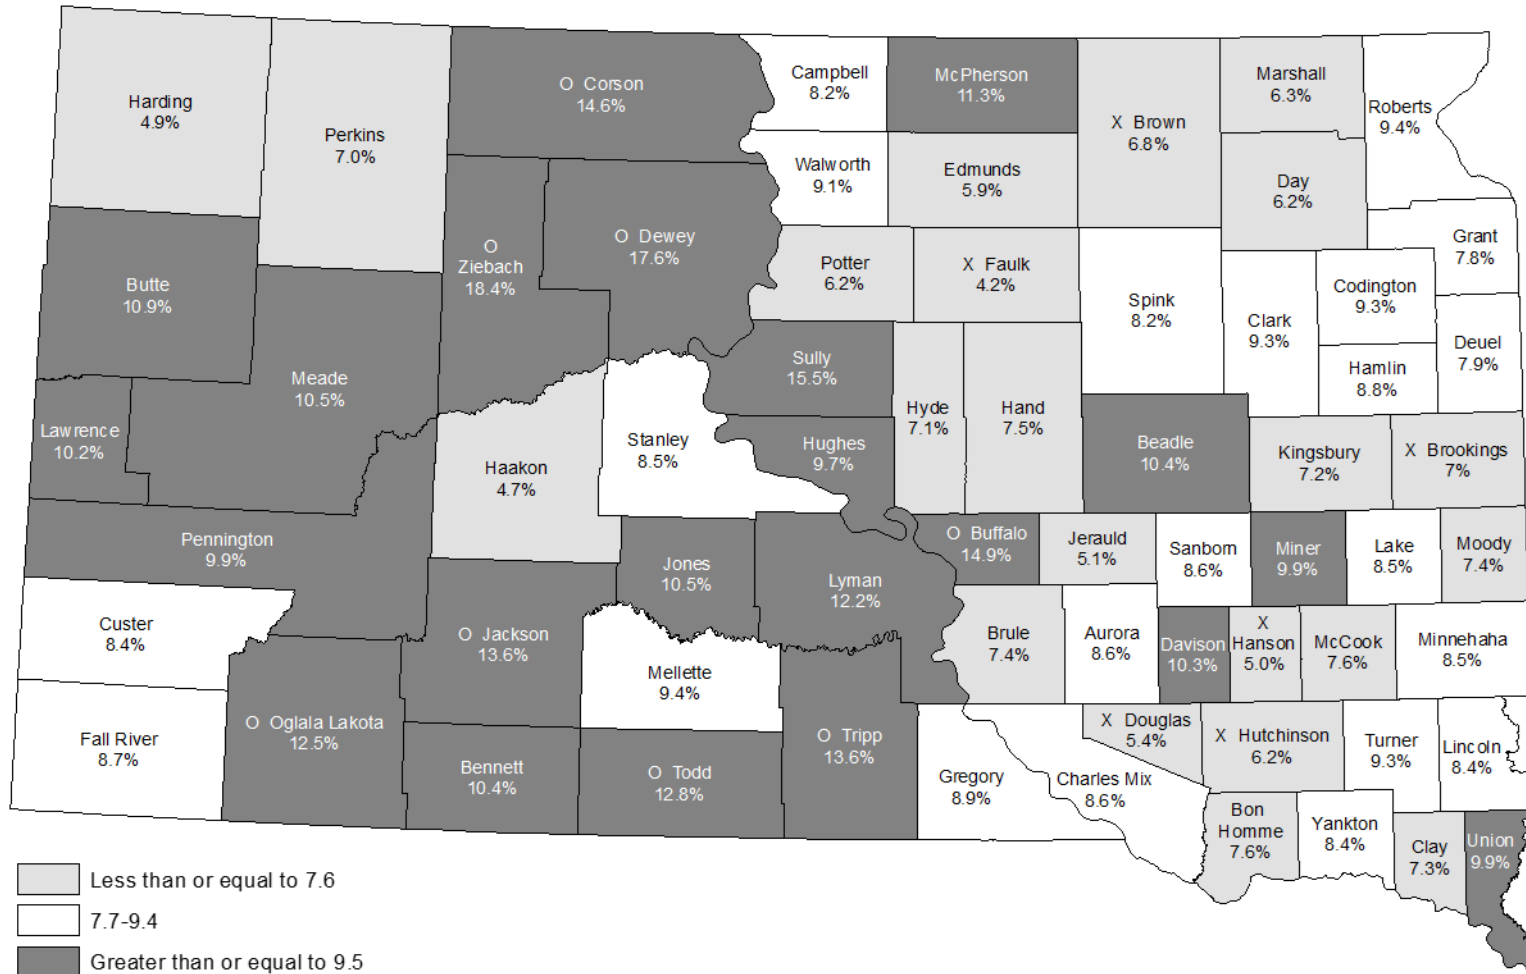 Harding
4.9%
Perkins
7.0%
O Corson
14.6%
Campbell
8.2%
McPherson
11.3%
X Brown
6.8%
Marshall
6.3%
Roberts
9.4%
Walworth
9.1%
Edmunds
5.9%
Day
6.2%
Butte
10.9%
O
Ziebach
18.4%
O Dewey
17.6%
Potter
6.2%
X Faulk
4.2%
Spink
8.2%
Grant
7.8%
Codington
9.3%
Clark
9.3%
Deuel
7.9%
Hamlin
8.8%
Meade
10.5%
Sully
15.5%
Hyde
7.1%
Hand
7.5%
Lawrence
10.2%
Haakon
4.7%
Stanley
8.5%
Hughes
9.7%
Beadle
10.4%
Kingsbury
7.2%
X Brookings
7%
Pennington
9.9%
Jones
10.5%
Lyman
12.2%
O Buffalo
14.9%
Jerauld
5.1%
Sanborn
8.6%
Miner
9.9%
Lake
8.5%
Moody
7.4%
Custer
8.4%
O Jackson
13.6%
Mellette
9.4%
Brule
7.4%
Aurora
8.6%
Davison
10.3%
X
Hanson
5.0%
McCook
7.6%
Minnehaha
8.5%
Fall River
8.7%
O Oglala Lakota
12.5%
Bennett
10.4%
O Todd
12.8%
O Tripp
13.6%
Gregory
8.9%
Charles Mix
8.6%
X Douglas
5.4%
X Hutchinson
6.2%
Turner
9.3%
Lincoln
8.4%
Bon
Homme
7.6%
Yankton
8.4%
Clay
7.3%
Union
9.9%
Less than or equal to 7.6
7.7-9.4
Greater than or equal to 9.5